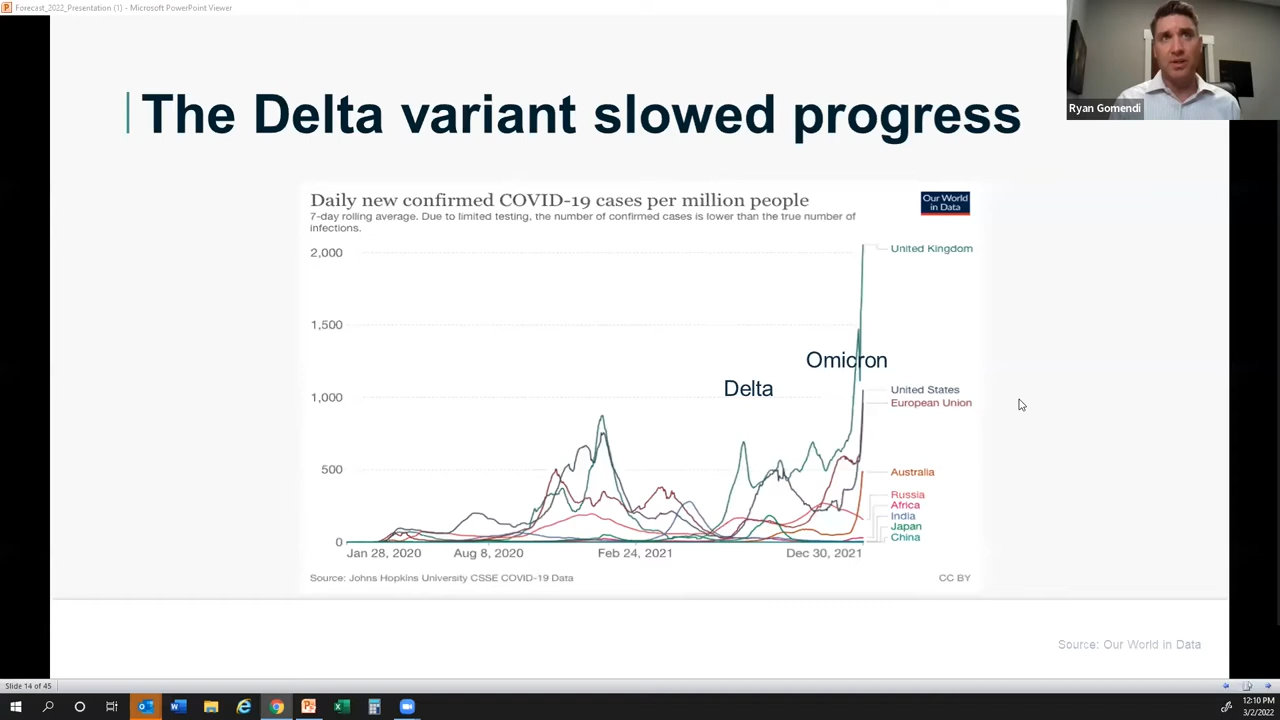 Forecast_2022_Presentation (1) - Microsoft PowerPoint Viewer
Ryan Gomendi
The Delta variant slowed progress
Daily new confirmed COVID-19 cases per million people
7-day rolling average. Due to limited testing, the number of confirmed cases is lower than the true number of
infections.
Our World
in Data
2,000
1,500
1,000
500
0
Omicron
Delta
United Kingdom
United States
European Union
Australia
Russia
Africa
India
Japan
China
Jan 28, 2020
Aug 8, 2020
Feb 24, 2021
Dec 30, 2021
Source: Johns Hopkins University CSSE COVID-19 Data
CC BY
Source: Our World in Data
Slide 14 of 45
12:10 PM
3/2/2022